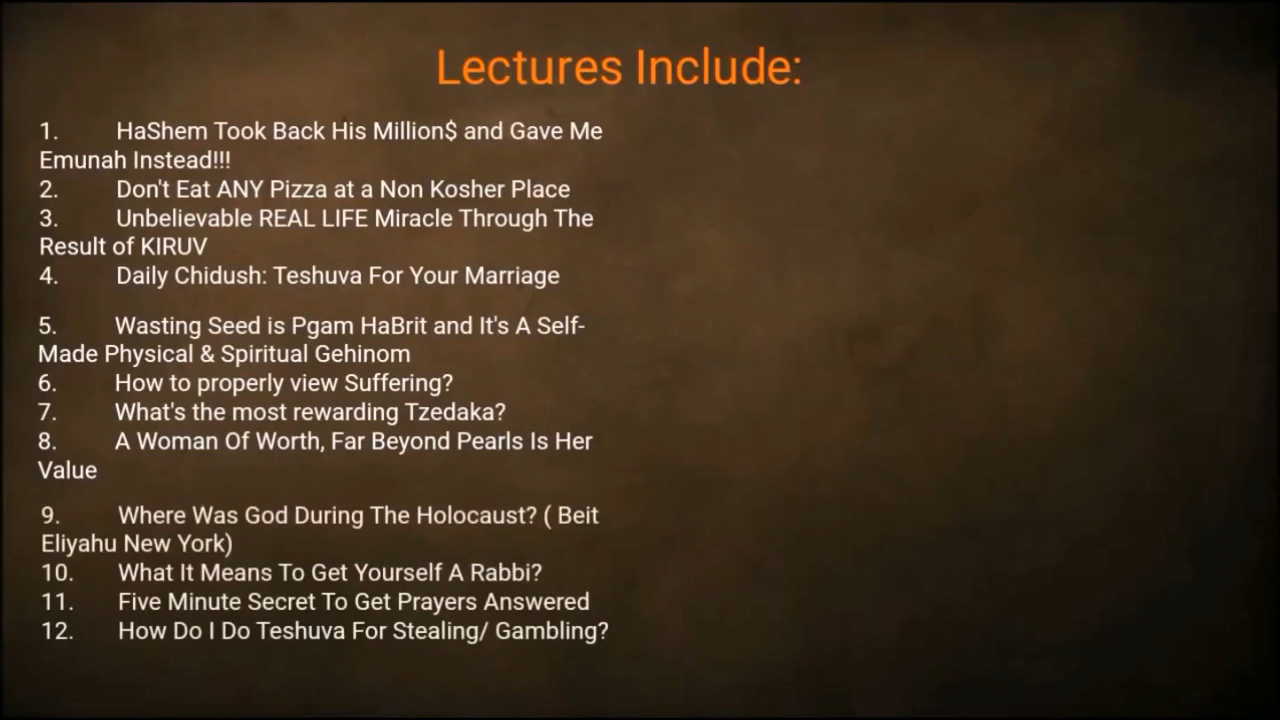 Lectures Include:
1. HaShem Took Back His Million$ and Gave Me
Emunah Instead!!!
2. Don't Eat ANY Pizza at a Non Kosher Place
3. Unbelievable REAL LIFE Miracle Through The
Result of KIRUV
4. Daily Chidush: Teshuva For Your Marriage
5. Wasting Seed is Pgam HaBrit and It's A Self-
Made Physical & Spiritual Gehinom
6. How to properly view Suffering?
7. What's the most rewarding Tzedaka?
8. A Woman Of Worth, Far Beyond Pearls Is Her
Value
9. Where Was God During The Holocaust? ( Beit
Eliyahu New York)
10. What It Means To Get Yourself A Rabbi?
11. Five Minute Secret To Get Prayers Answered
12. How Do I Do Teshuva For Stealing/ Gambling?